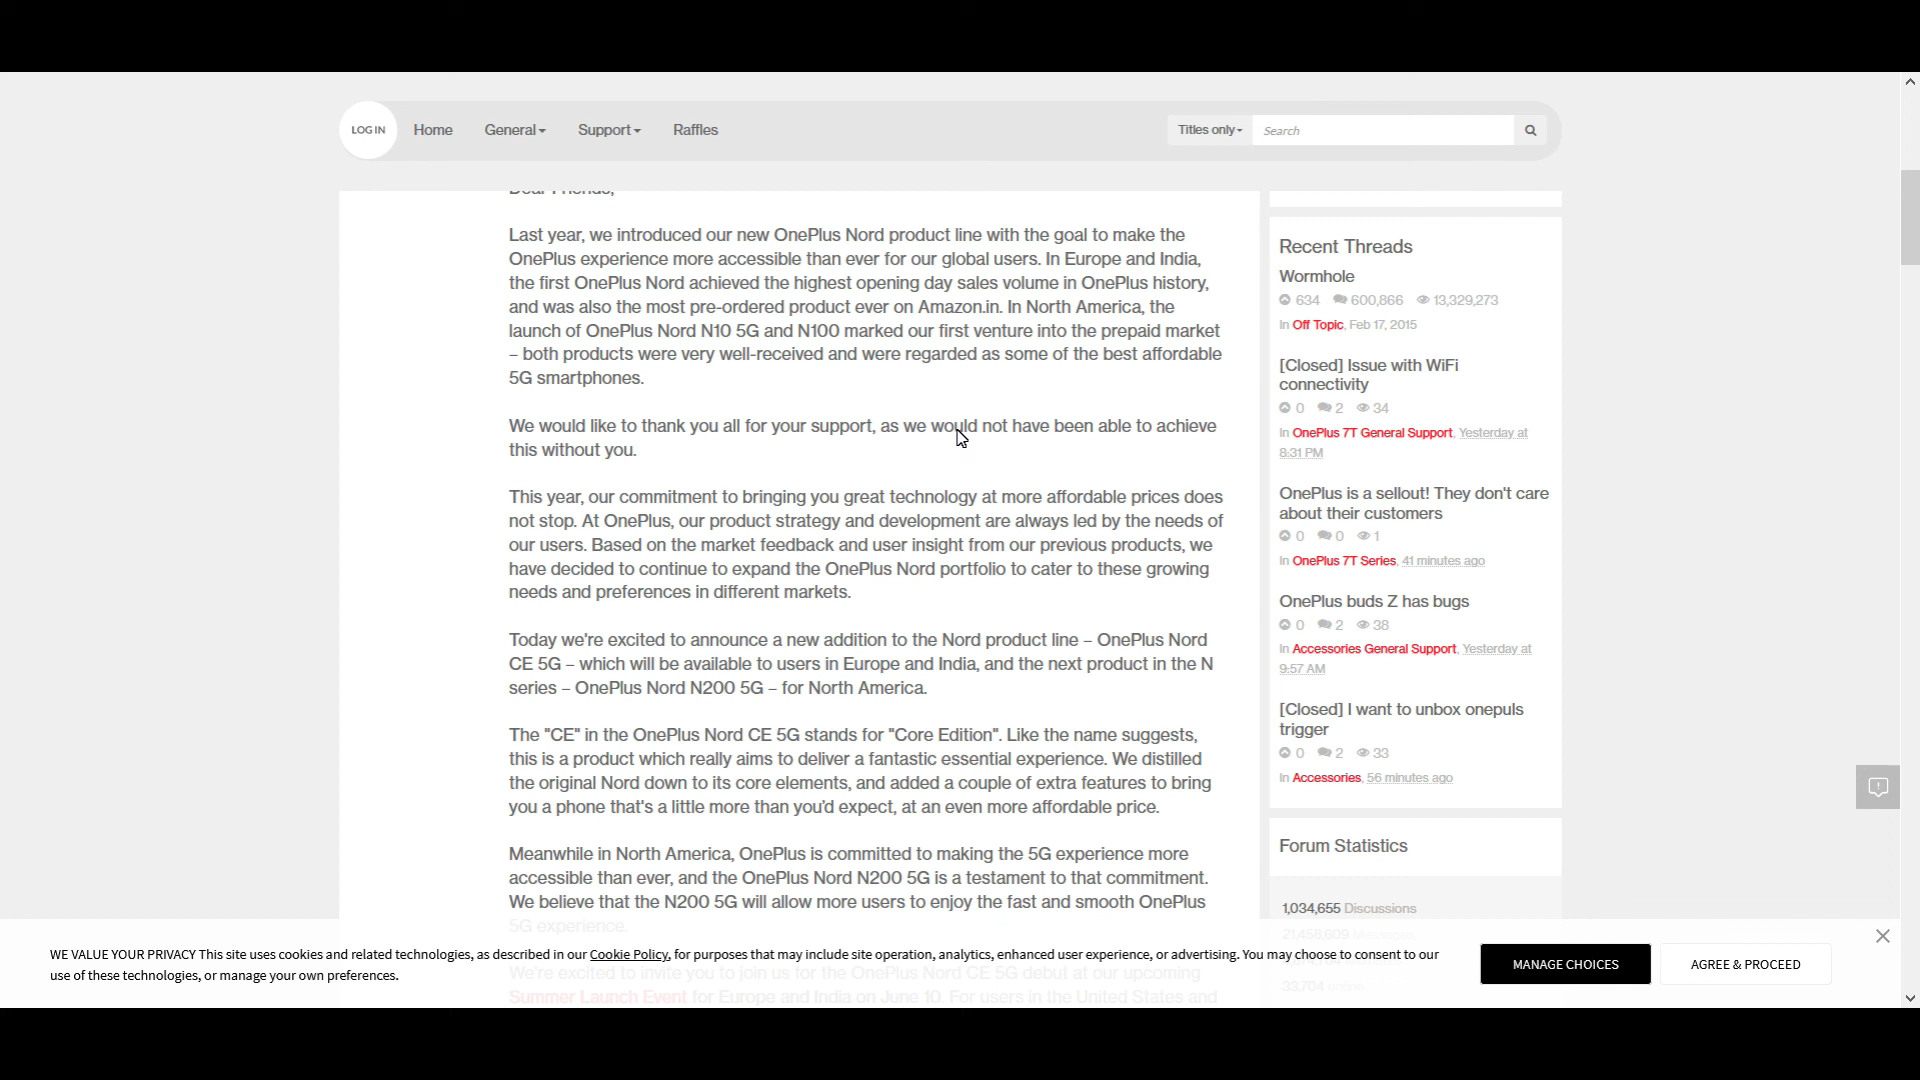 LOG IN
Home
General
Support
Raffles
Titles only
Search
Dear Friends,
Last year, we introduced our new OnePlus Nord product line with the goal to make the
OnePlus experience more accessible than ever for our global users. In Europe and India,
the first OnePlus Nord achieved the highest opening day sales volume in OnePlus history,
and was also the most pre-ordered product ever on Amazon.in. In North America, the
launch of OnePlus Nord N10 5G and N100 marked our first venture into the prepaid market
– both products were very well-received and were regarded as some of the best affordable
5G smartphones.
We would like to thank you all for your support, as we would not have been able to achieve
this without you.
This year, our commitment to bringing you great technology at more affordable prices does
not stop. At OnePlus, our product strategy and development are always led by the needs of
our users. Based on the market feedback and user insight from our previous products, we
have decided to continue to expand the OnePlus Nord portfolio to cater to these growing
needs and preferences in different markets.
Today we're excited to announce a new addition to the Nord product line – OnePlus Nord
CE 5G – which will be available to users in Europe and India, and the next product in the N
series – OnePlus Nord N200 5G – for North America.
The "CE" in the OnePlus Nord CE 5G stands for "Core Edition". Like the name suggests,
this is a product which really aims to deliver a fantastic essential experience. We distilled
the original Nord down to its core elements, and added a couple of extra features to bring
you a phone that's a little more than you'd expect, at an even more affordable price.
Meanwhile in North America, OnePlus is committed to making the 5G experience more
accessible than ever, and the OnePlus Nord N200 5G is a testament to that commitment.
We believe that the N200 5G will allow more users to enjoy the fast and smooth OnePlus
5G experience.
We're excited to invite you to join us for the OnePlus Nord CE 5G debut at our upcoming
Summer Launch Event for Europe and India on June 10. For users in the United States and
Recent Threads
Wormhole
634 600,866 13,329,273
In Off Topic, Feb 17, 2015
[Closed] Issue with WiFi
connectivity
0 2 34
In OnePlus 7T General Support, Yesterday at
8:31 PM
OnePlus is a sellout! They don't care
about their customers
0 0 1
In OnePlus 7T Series, 41 minutes ago
OnePlus buds Z has bugs
0 2 38
In Accessories General Support, Yesterday at
9:57 AM
[Closed] I want to unbox onepuls
trigger
0 2 33
In Accessories, 56 minutes ago
Forum Statistics
1,034,655 Discussions
21,458,609 Messages
33,704 online
WE VALUE YOUR PRIVACY This site uses cookies and related technologies, as described in our Cookie Policy, for purposes that may include site operation, analytics, enhanced user experience, or advertising. You may choose to consent to our
use of these technologies, or manage your own preferences.
MANAGE CHOICES
AGREE & PROCEED